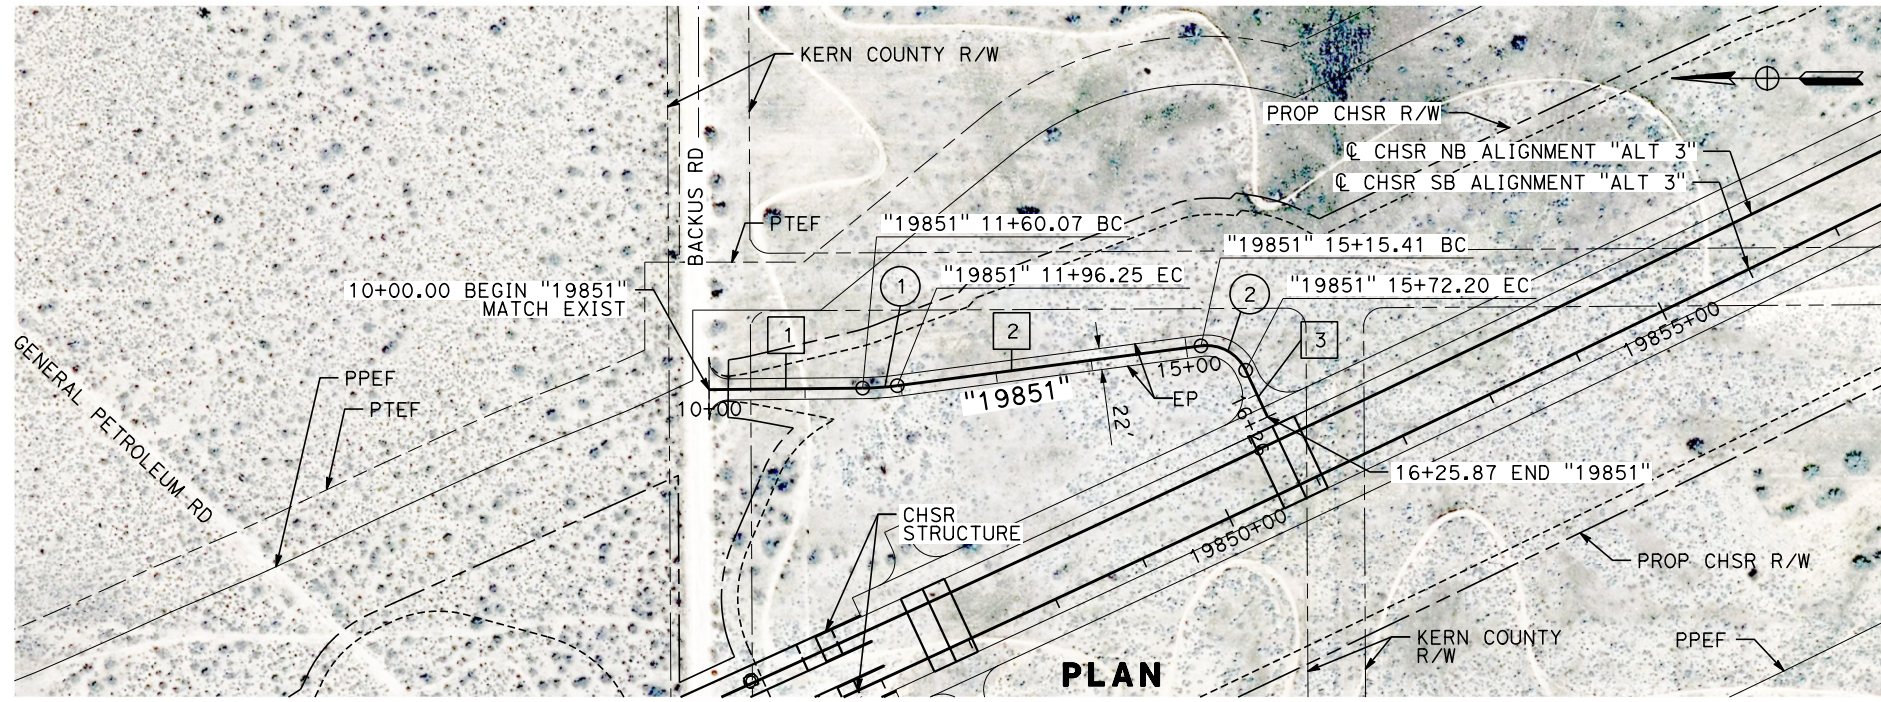 KERN COUNTY R/W
PROP CHSR R/W
℄ CHSR NB ALIGNMENT "ALT 3"
℄ CHSR SB ALIGNMENT "ALT 3"
BACKUS RD
PTEF
"19851" 11+60.07 BC
"19851" 15+15.41 BC
"19851" 11+96.25 EC
"19851" 15+72.20 EC
10+00.00 BEGIN "19851"
MATCH EXIST
1
2
1
2
3
19855+00
GENERAL PETROLEUM RD
PPEF
PTEF
10+00
"19851"
15+00
EP
22'
16+26
16+25.87 END "19851"
CHSR
STRUCTURE
19850+00
PROP CHSR R/W
KERN COUNTY
R/W
PPEF
PLAN